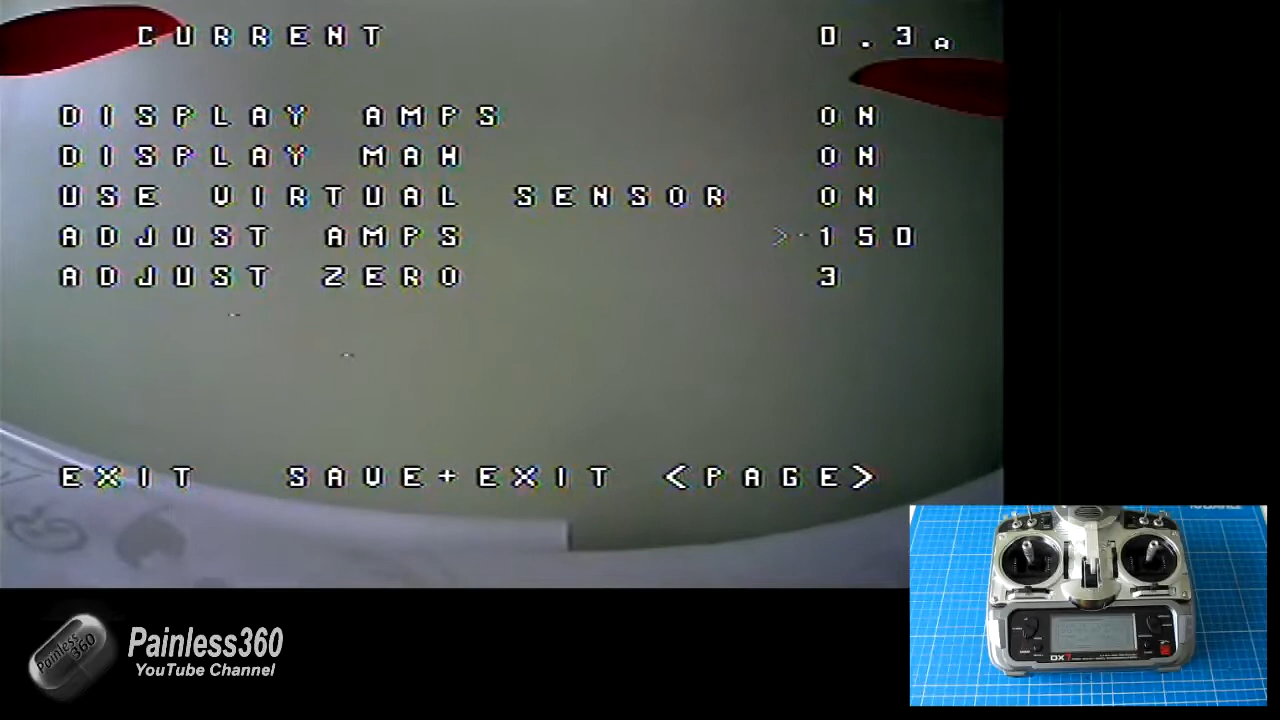 CURRENT 0.3A
DISPLAY AMPS ON
DISPLAY MAH ON
USE VIRTUAL SENSOR ON
ADJUST AMPS >-150
ADJUST ZERO 3
EXIT SAVE+EXIT <PAGE>
Painless360
Painless360
YouTube Channel
DX7